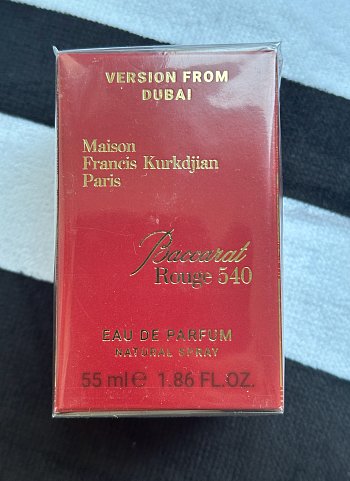 VERSION FROM
DUBAI
Maison
Francis Kurkdjian
Paris
Baccarat
Rouge 540
EAU DE PARFUM
NATURAL SPRAY
55 ml ℮ 1.86 FL.OZ.